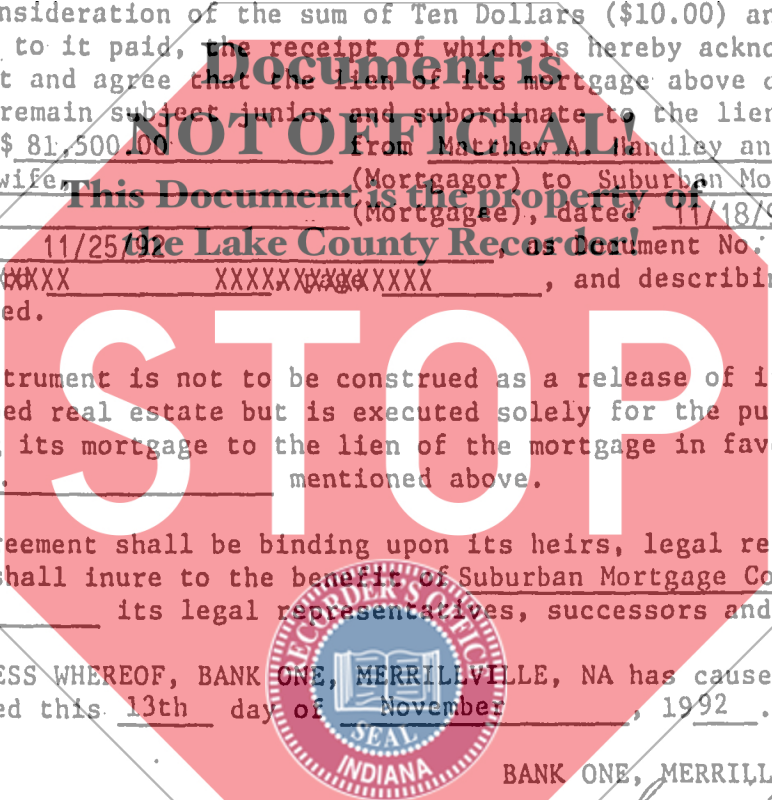 nsideration of the sum of Ten Dollars ($10.00) an
to it paid, the receipt of which is hereby ackno
Document is
t and agree that the lien of its mortgage above d
remain subject junior and subordinate to the lien
NOT OFFICIAL!
$ 81,500.00 from Matthew A. Handley an
wife, (Mortgagor) to Suburban Mo
This Document is the property of
(Mortgagee), dated 11/18/9
the Lake County Recorder!
11/25/92, as Document No.
XXXX XXXXXXXXXXXXX, and describi
ed.
STOP
trument is not to be construed as a release of i
ed real estate but is executed solely for the pu
its mortgage to the lien of the mortgage in favo
. mentioned above.
reement shall be binding upon its heirs, legal re
shall inure to the benefit of Suburban Mortgage Co
its legal representatives, successors and
RECORDER'S OFFICE
ESS WHEREOF, BANK ONE, MERRILLVILLE, NA has cause
ed this 13th day of November, 1992.
SEAL
INDIANA
BANK ONE, MERRILL